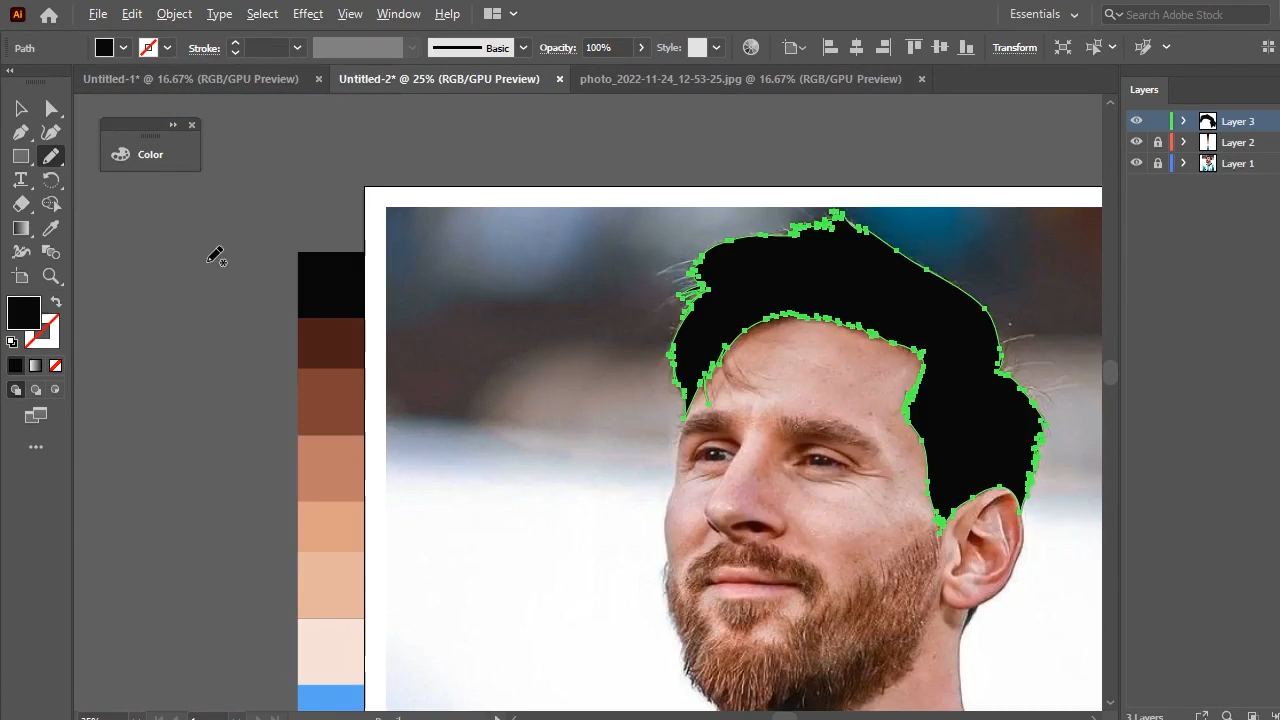 Ai File Edit Object Type Select Effect View Window Help Essentials Search Adobe Stock
Path Stroke: Basic Opacity: 100% Style: Transform
Untitled-1* @ 16.67% (RGB/GPU Preview) × Untitled-2* @ 25% (RGB/GPU Preview) × photo_2022-11-24_12-53-25.jpg @ 16.67% (RGB/GPU Preview) ×
Layers
Layer 3
Layer 2
Layer 1
Color
3 Layers